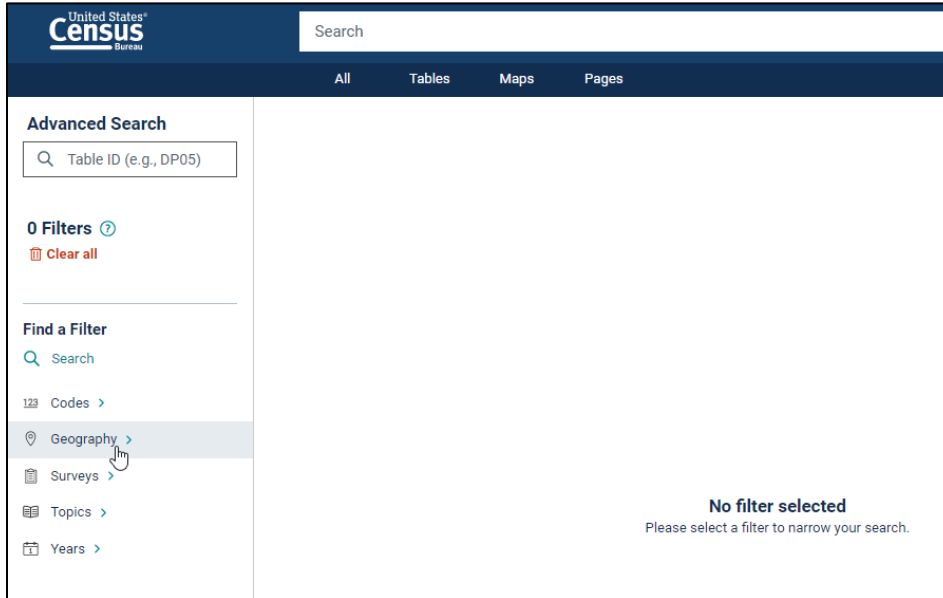 United States®
Census
Bureau
Search
All Tables Maps Pages
Advanced Search
Table ID (e.g., DP05)
0 Filters ?
Clear all
Find a Filter
Search
123 Codes >
Geography >
Surveys >
Topics >
1 Years >
No filter selected
Please select a filter to narrow your search.